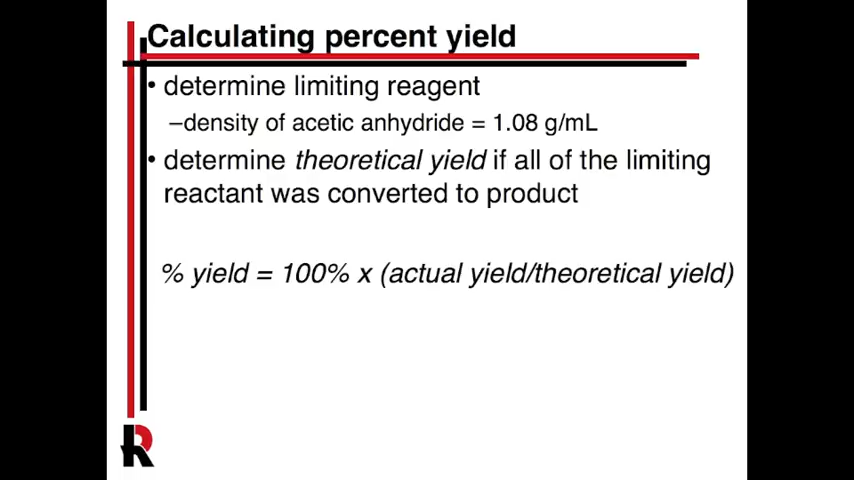 Calculating percent yield
• determine limiting reagent
–density of acetic anhydride = 1.08 g/mL
• determine theoretical yield if all of the limiting
reactant was converted to product
% yield = 100% x (actual yield/theoretical yield)
R